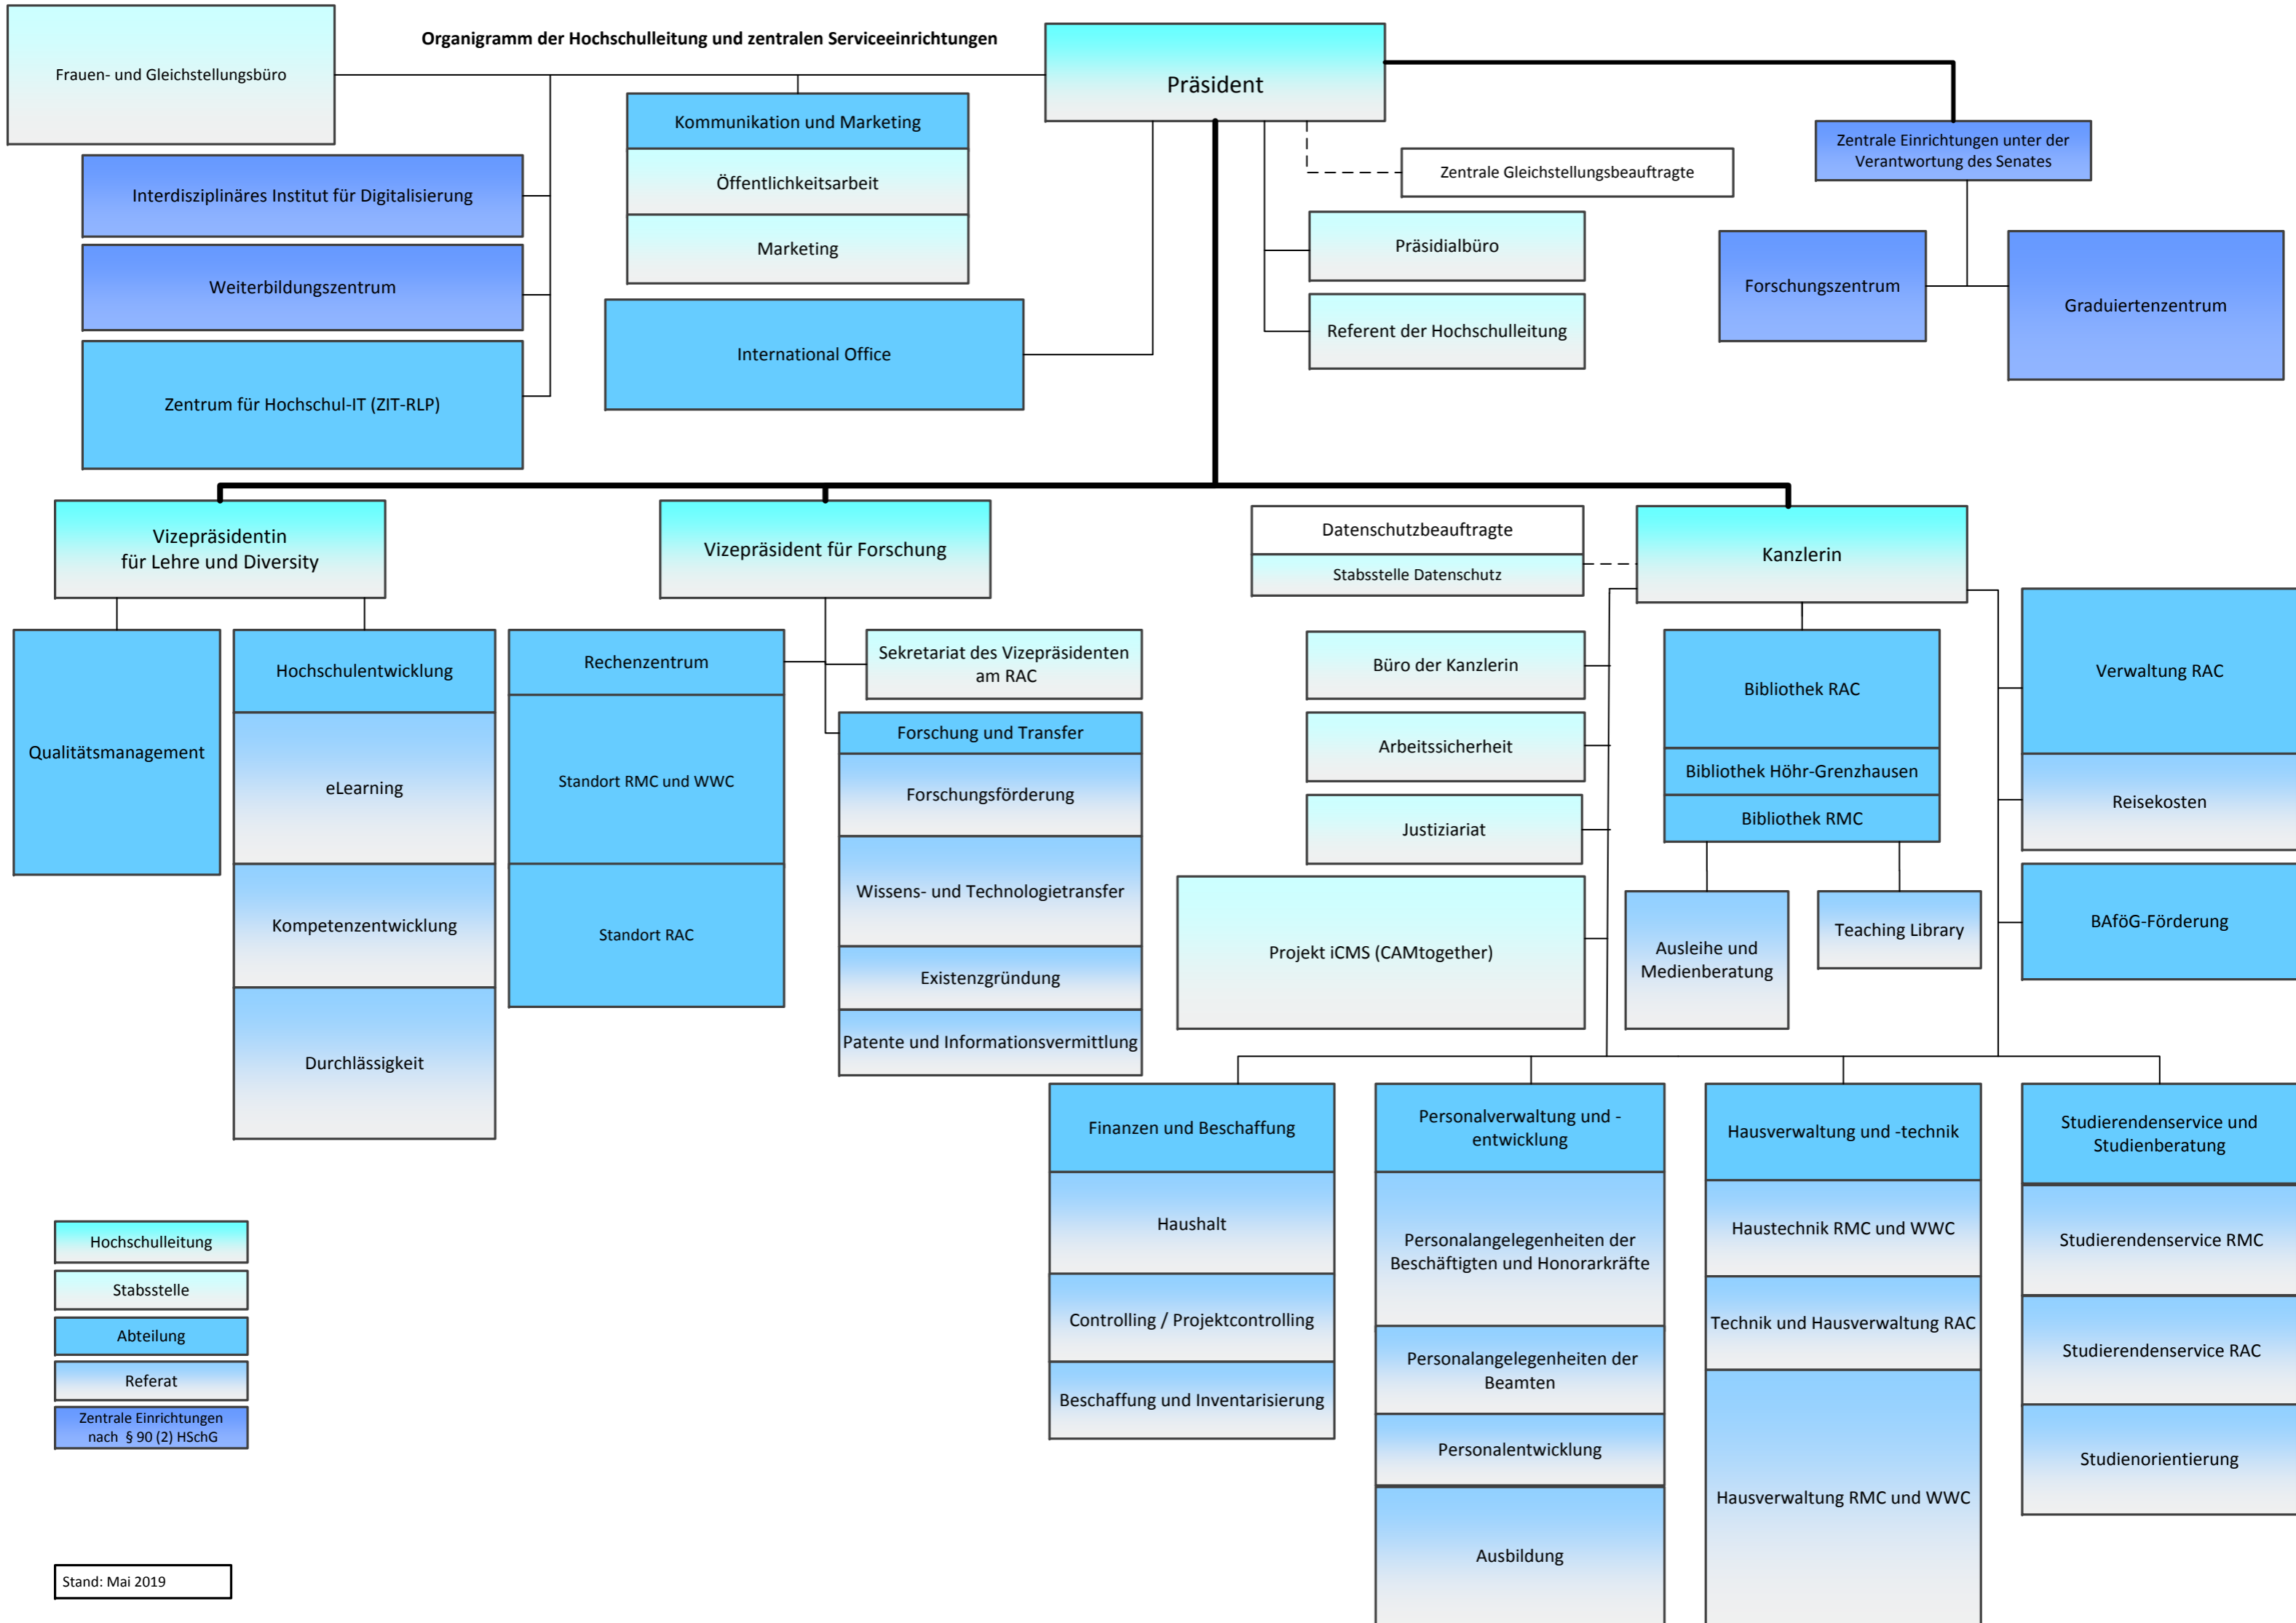 Organigramm der Hochschulleitung und zentralen Serviceeinrichtungen
Frauen- und Gleichstellungsbüro
Präsident
Kommunikation und Marketing
Öffentlichkeitsarbeit
Marketing
Interdisziplinäres Institut für Digitalisierung
Weiterbildungszentrum
Zentrum für Hochschul-IT (ZIT-RLP)
International Office
Zentrale Gleichstellungsbeauftragte
Präsidialbüro
Referent der Hochschulleitung
Zentrale Einrichtungen unter der
Verantwortung des Senates
Forschungszentrum
Graduiertenzentrum
Vizepräsidentin
für Lehre und Diversity
Qualitätsmanagement
Hochschulentwicklung
eLearning
Kompetenzentwicklung
Durchlässigkeit
Vizepräsident für Forschung
Rechenzentrum
Standort RMC und WWC
Standort RAC
Sekretariat des Vizepräsidenten
am RAC
Forschung und Transfer
Forschungsförderung
Wissens- und Technologietransfer
Existenzgründung
Patente und Informationsvermittlung
Datenschutzbeauftragte
Stabsstelle Datenschutz
Kanzlerin
Büro der Kanzlerin
Arbeitssicherheit
Justiziariat
Projekt iCMS (CAMtogether)
Bibliothek RAC
Bibliothek Höhr-Grenzhausen
Bibliothek RMC
Ausleihe und
Medienberatung
Teaching Library
Verwaltung RAC
Reisekosten
BAföG-Förderung
Finanzen und Beschaffung
Haushalt
Controlling / Projektcontrolling
Beschaffung und Inventarisierung
Personalverwaltung und -
entwicklung
Personalangelegenheiten der
Beschäftigten und Honorarkräfte
Personalangelegenheiten der
Beamten
Personalentwicklung
Ausbildung
Hausverwaltung und -technik
Haustechnik RMC und WWC
Technik und Hausverwaltung RAC
Hausverwaltung RMC und WWC
Studierendenservice und
Studienberatung
Studierendenservice RMC
Studierendenservice RAC
Studienorientierung
Hochschulleitung
Stabsstelle
Abteilung
Referat
Zentrale Einrichtungen
nach § 90 (2) HSchG
Stand: Mai 2019